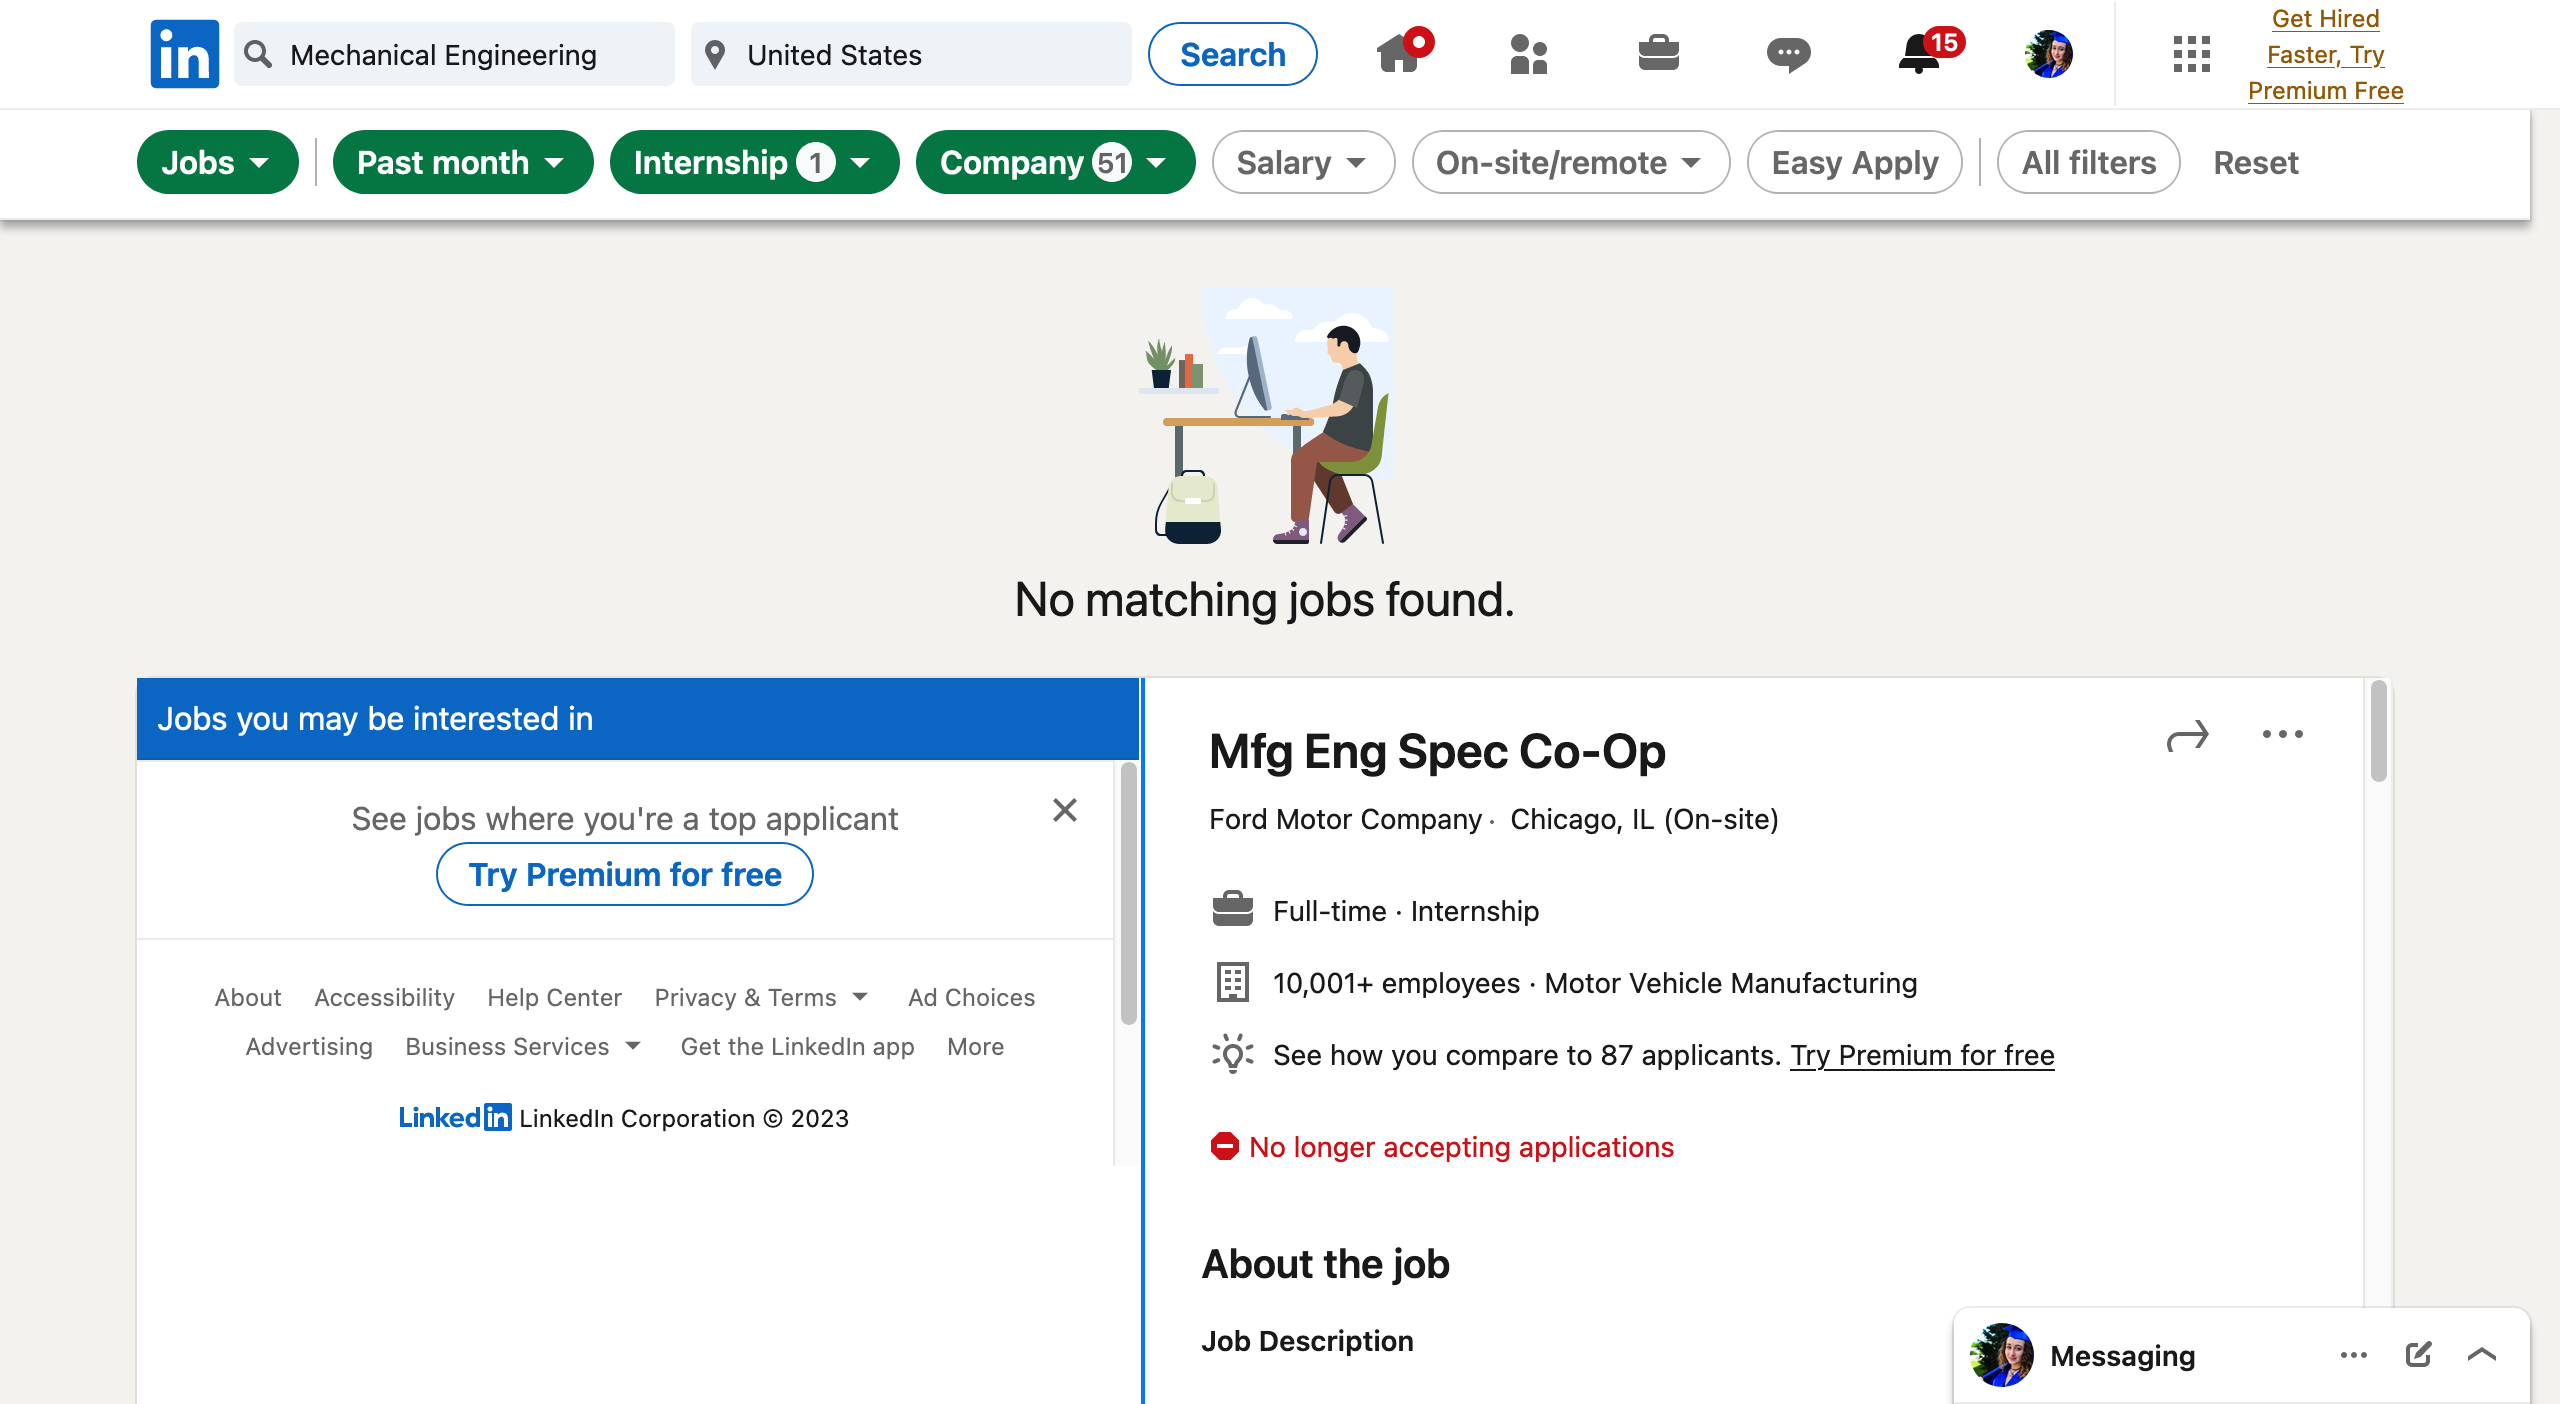 in
Mechanical Engineering
United States
Search
15
Get Hired
Faster, Try
Premium Free
Jobs
Past month
Internship 1
Company 51
Salary
On-site/remote
Easy Apply
All filters
Reset
No matching jobs found.
Jobs you may be interested in
See jobs where you're a top applicant
Try Premium for free
About Accessibility Help Center Privacy & Terms Ad Choices
Advertising Business Services Get the LinkedIn app More
LinkedIn LinkedIn Corporation © 2023
Mfg Eng Spec Co-Op
Ford Motor Company · Chicago, IL (On-site)
Full-time · Internship
10,001+ employees · Motor Vehicle Manufacturing
See how you compare to 87 applicants. Try Premium for free
No longer accepting applications
About the job
Job Description
Messaging